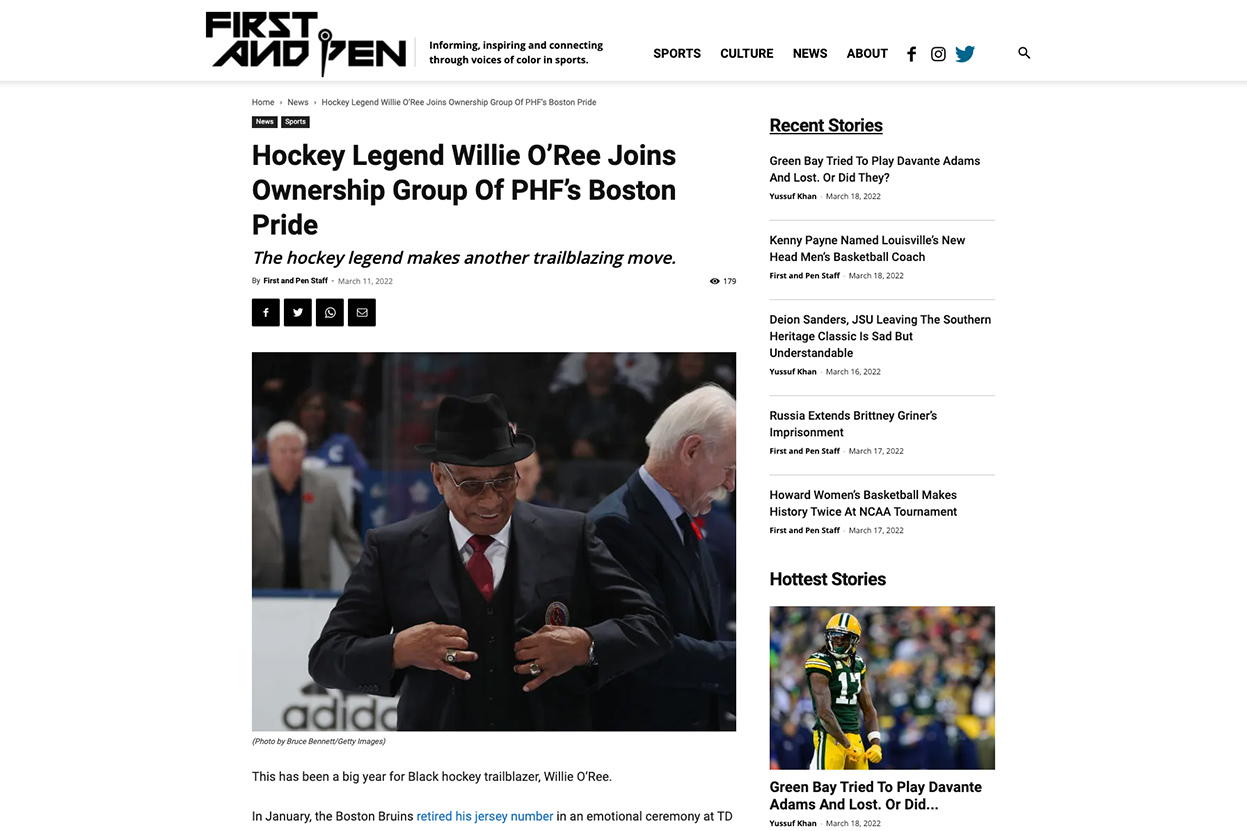 FIRST
AND PEN
Informing, inspiring and connecting
through voices of color in sports.
SPORTS CULTURE NEWS ABOUT
Home › News › Hockey Legend Willie O’Ree Joins Ownership Group Of PHF’s Boston Pride
News Sports
Hockey Legend Willie O’Ree Joins
Ownership Group Of PHF’s Boston
Pride
The hockey legend makes another trailblazing move.
By First and Pen Staff - March 11, 2022
179
adidas
(Photo by Bruce Bennett/Getty Images)
This has been a big year for Black hockey trailblazer, Willie O’Ree.
In January, the Boston Bruins retired his jersey number in an emotional ceremony at TD
Recent Stories
Green Bay Tried To Play Davante Adams
And Lost. Or Did They?
Yussuf Khan - March 18, 2022
Kenny Payne Named Louisville’s New
Head Men’s Basketball Coach
First and Pen Staff - March 18, 2022
Deion Sanders, JSU Leaving The Southern
Heritage Classic Is Sad But
Understandable
Yussuf Khan - March 16, 2022
Russia Extends Brittney Griner’s
Imprisonment
First and Pen Staff - March 17, 2022
Howard Women’s Basketball Makes
History Twice At NCAA Tournament
First and Pen Staff - March 17, 2022
Hottest Stories
17
Green Bay Tried To Play Davante
Adams And Lost. Or Did...
Yussuf Khan - March 18, 2022